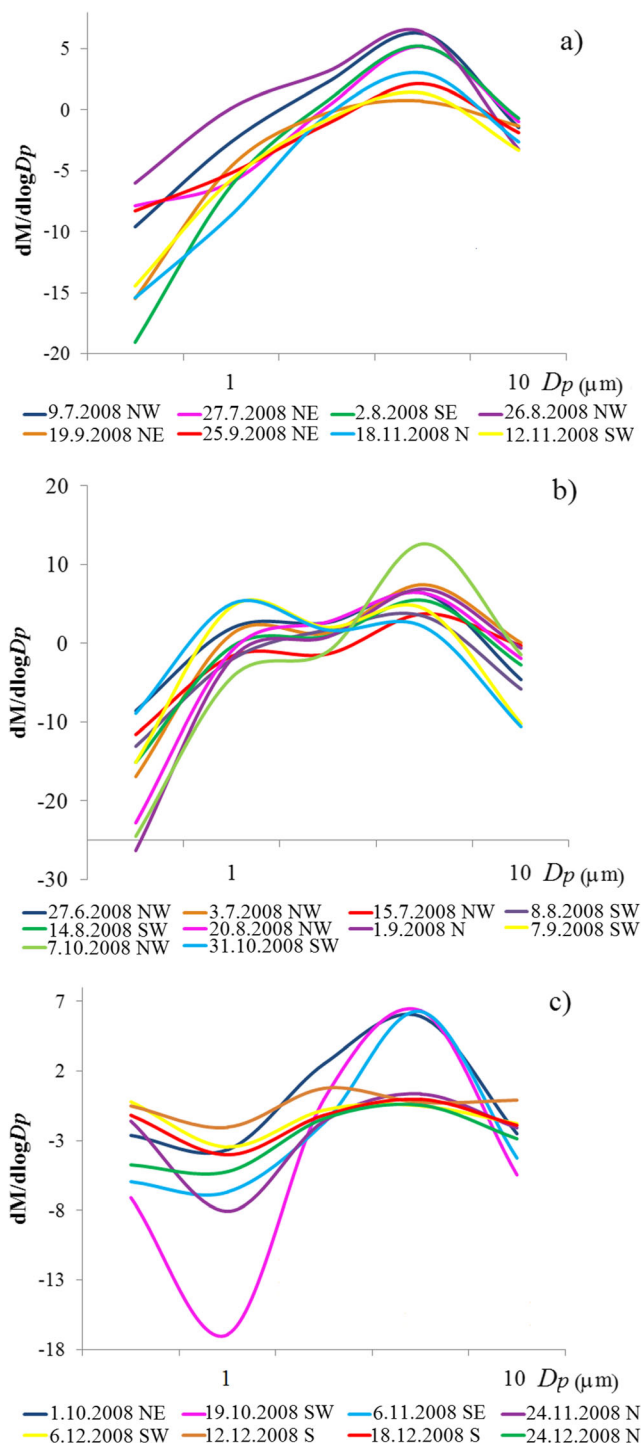 a)
5
0
-5
-10
-15
-20
dM/dlogDp
1 10 Dp (μm)
9.7.2008 NW 27.7.2008 NE 2.8.2008 SE 26.8.2008 NW
19.9.2008 NE 25.9.2008 NE 18.11.2008 N 12.11.2008 SW
b)
20
10
0
-10
-20
-30
dM/dlogDp
1 10 Dp (μm)
27.6.2008 NW 3.7.2008 NW 15.7.2008 NW 8.8.2008 SW
14.8.2008 SW 20.8.2008 NW 1.9.2008 N 7.9.2008 SW
7.10.2008 NW 31.10.2008 SW
c)
7
2
-3
-8
-13
-18
dM/dlogDp
1 10 Dp (μm)
1.10.2008 NE 19.10.2008 SW 6.11.2008 SE 24.11.2008 N
6.12.2008 SW 12.12.2008 S 18.12.2008 S 24.12.2008 N